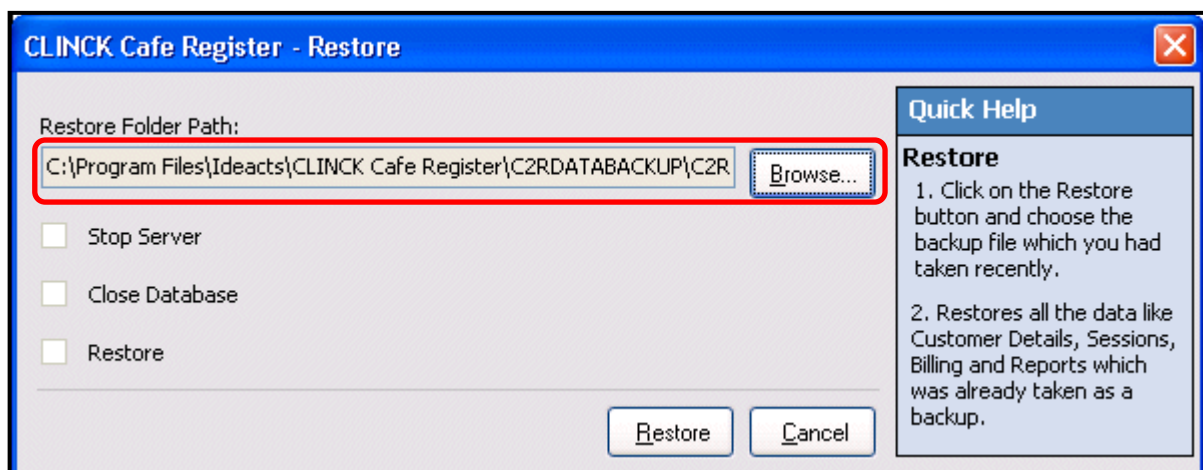 CLINCK Cafe Register - Restore
Restore Folder Path:
C:\Program Files\Ideacts\CLINCK Cafe Register\C2RDATABACKUP\C2R
Browse...
Stop Server
Close Database
Restore
Restore
Cancel
Quick Help
Restore
1. Click on the Restore
button and choose the
backup file which you had
taken recently.
2. Restores all the data like
Customer Details, Sessions,
Billing and Reports which
was already taken as a
backup.